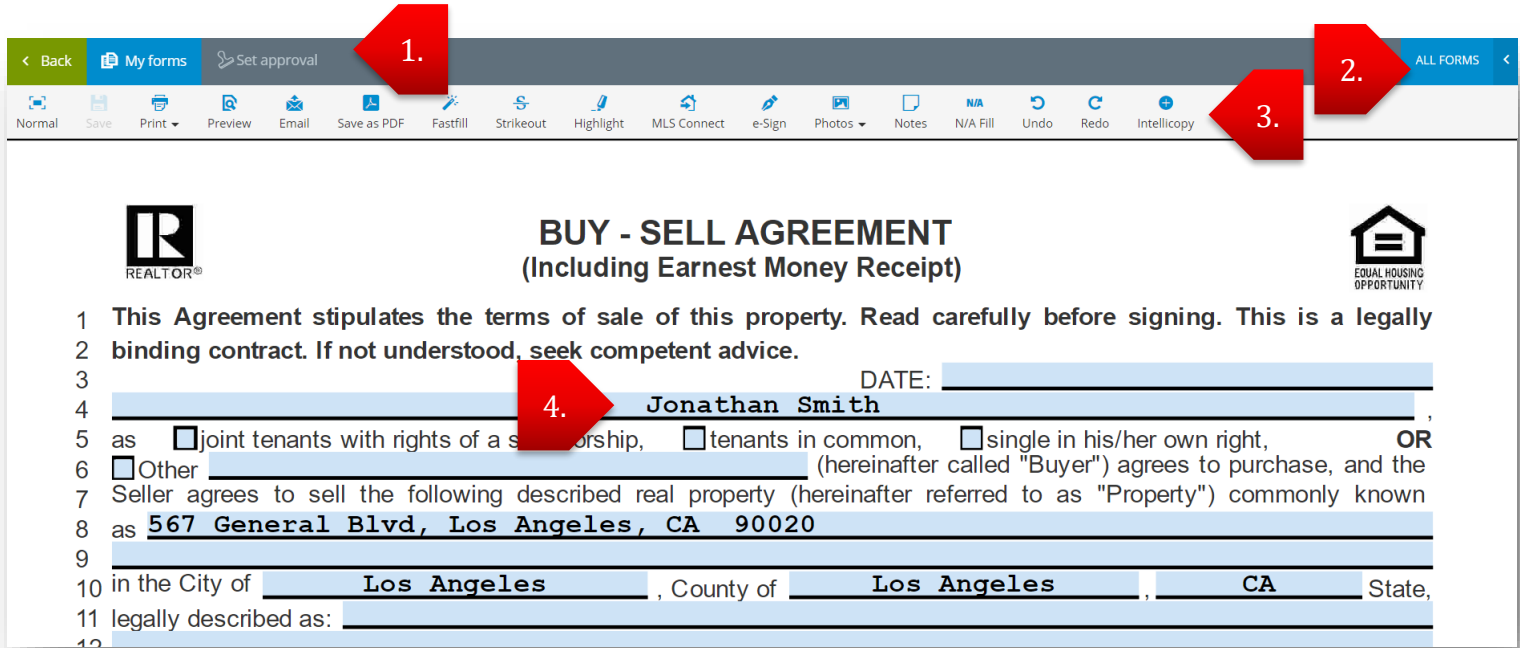 Back My forms Set approval 1. 2. ALL FORMS
Normal Save Print Preview Email Save as PDF Fastfill Strikeout Highlight MLS Connect e-Sign Photos Notes N/A N/A Fill Undo Redo Intellicopy 3.
REALTOR®
BUY - SELL AGREEMENT
(Including Earnest Money Receipt)
EQUAL HOUSING
OPPORTUNITY
1 This Agreement stipulates the terms of sale of this property. Read carefully before signing. This is a legally
2 binding contract. If not understood, seek competent advice.
3 DATE:
4 4. Jonathan Smith ,
5 as joint tenants with rights of a s orship, tenants in common, single in his/her own right, OR
6 Other (hereinafter called "Buyer") agrees to purchase, and the
7 Seller agrees to sell the following described real property (hereinafter referred to as "Property") commonly known
8 as 567 General Blvd, Los Angeles, CA 90020
9
10 in the City of Los Angeles , County of Los Angeles , CA State,
11 legally described as:
12